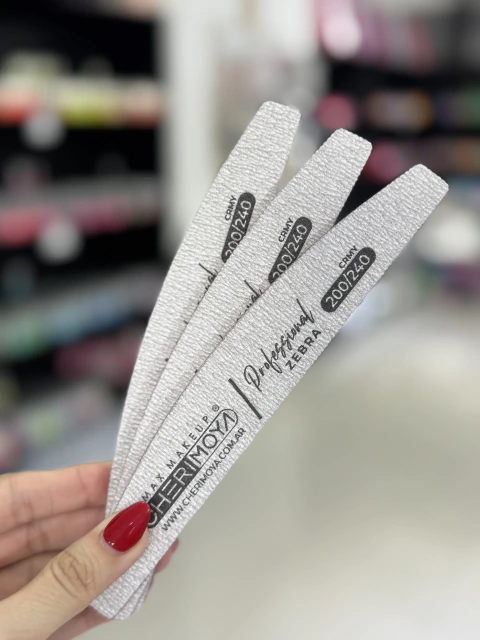 CRMY
200/240
CRMY
200/240
CRMY
200/240
Professional
ZEBRA
MAX MAKEUP ®
CHERIMOYA
WWW.CHERIMOYA.COM.AR